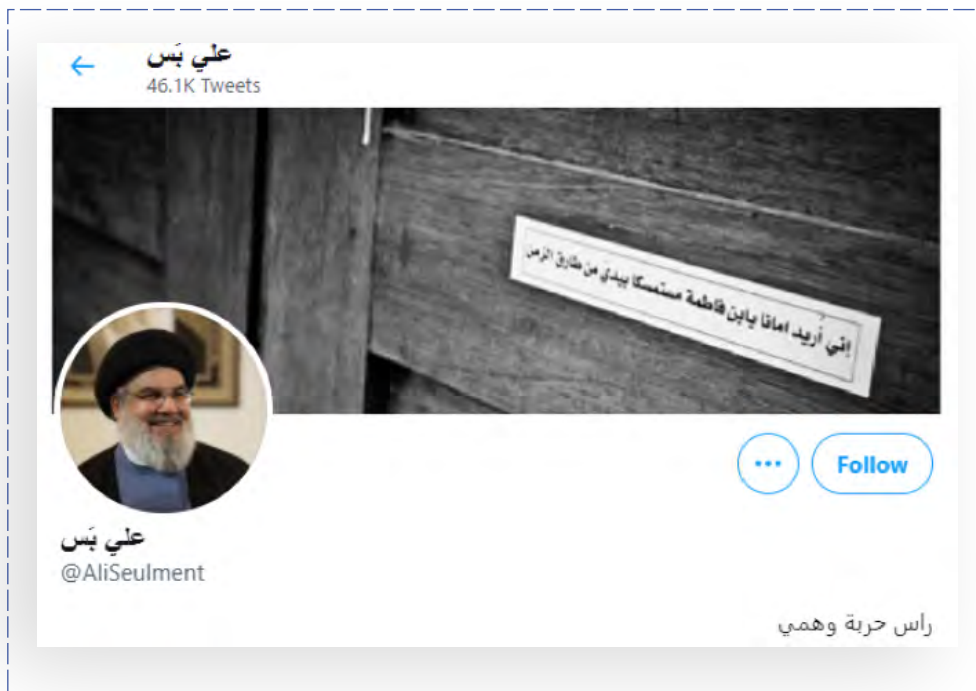 علي بَس
46.1K Tweets
إني أريد امانا يابن فاطمة مستمسكا بيدي من طارق الزمن
Follow
علي بَس
@AliSeulment
راس حربة وهمي